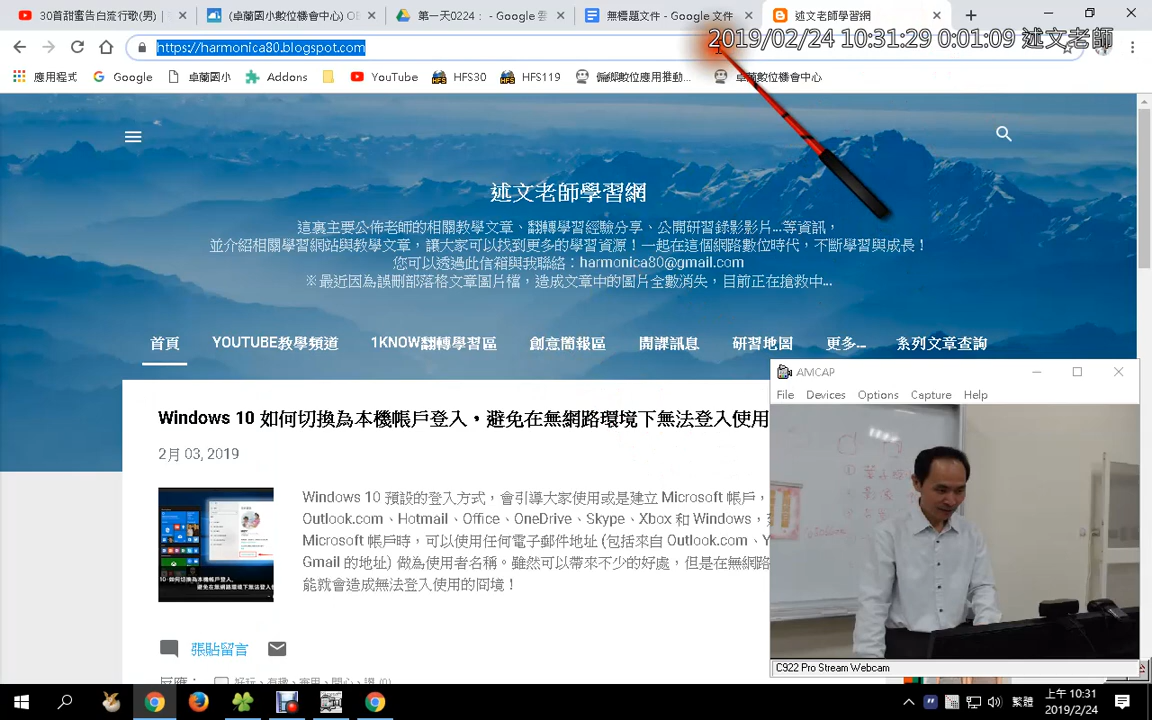 30首甜蜜告白流行歌(男)
(卓蘭國小數位機會中心) OB
第一天0224： - Google 雲
無標題文件 - Google 文件
述文老師學習網
https://harmonica80.blogspot.com
2019/02/24 10:31:29 0:01:09 述文老師
應用程式
Google
卓蘭國小
Addons
YouTube
HFS30
HFS119
偏鄉數位應用推動...
卓蘭數位機會中心
述文老師學習網
這裏主要公佈老師的相關教學文章、翻轉學習經驗分享、公開研習錄影影片...等資訊，
並介紹相關學習網站與教學文章，讓大家可以找到更多的學習資源！一起在這個網路數位時代，不斷學習與成長！
您可以透過此信箱與我聯絡：harmonica80@gmail.com
※最近因為誤刪部落格文章圖片檔，造成文章中的圖片全數消失，目前正在搶救中...
首頁
YOUTUBE教學頻道
1KNOW翻轉學習區
創意簡報區
開課訊息
研習地圖
更多...
系列文章查詢
AMCAP
File Devices Options Capture Help
Windows 10 如何切換為本機帳戶登入，避免在無網路環境下無法登入使用
2月 03, 2019
Windows 10 預設的登入方式，會引導大家使用或是建立 Microsoft 帳戶，
Outlook.com、Hotmail、Office、OneDrive、Skype、Xbox 和 Windows，
Microsoft 帳戶時，可以使用任何電子郵件地址 (包括來自 Outlook.com、Y
Gmail 的地址) 做為使用者名稱。雖然可以帶來不少的好處，但是在無網路
能就會造成無法登入使用的窘境！
張貼留言
C922 Pro Stream Webcam
繁體
上午 10:31
2019/2/24